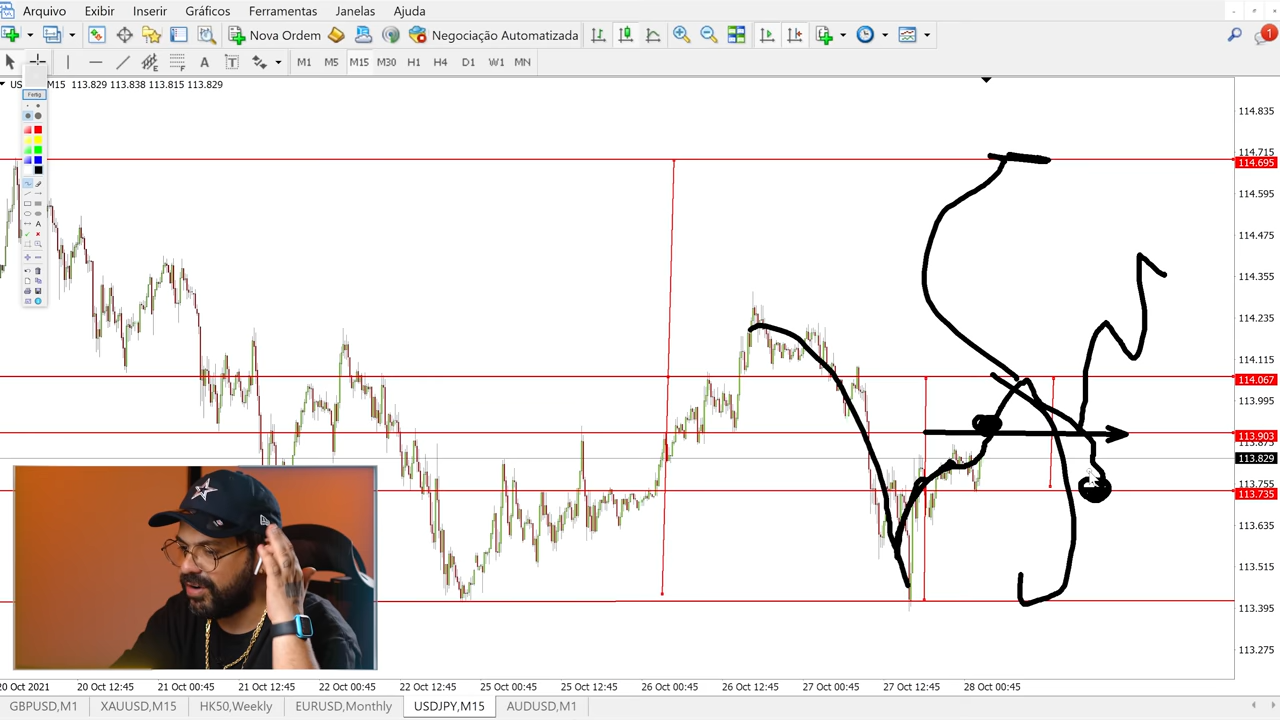 Arquivo Exibir Inserir Gráficos Ferramentas Janelas Ajuda
Nova Ordem Negociação Automatizada 1
A T M1 M5 M15 M30 H1 H4 D1 W1 MN
M15 113.829 113.838 113.815 113.829
Fertig
A
114.835
114.715
114.695
114.595
114.475
114.355
114.235
114.115
114.067
113.995
113.903
113.875
113.829
113.755
113.735
113.635
113.515
113.395
113.275
20 Oct 2021 20 Oct 12:45 21 Oct 00:45 21 Oct 12:45 22 Oct 00:45 22 Oct 12:45 25 Oct 00:45 25 Oct 12:45 26 Oct 00:45 26 Oct 12:45 27 Oct 00:45 27 Oct 12:45 28 Oct 00:45
GBPUSD,M1 XAUUSD,M15 HK50,Weekly EURUSD,Monthly USDJPY,M15 AUDUSD,M1